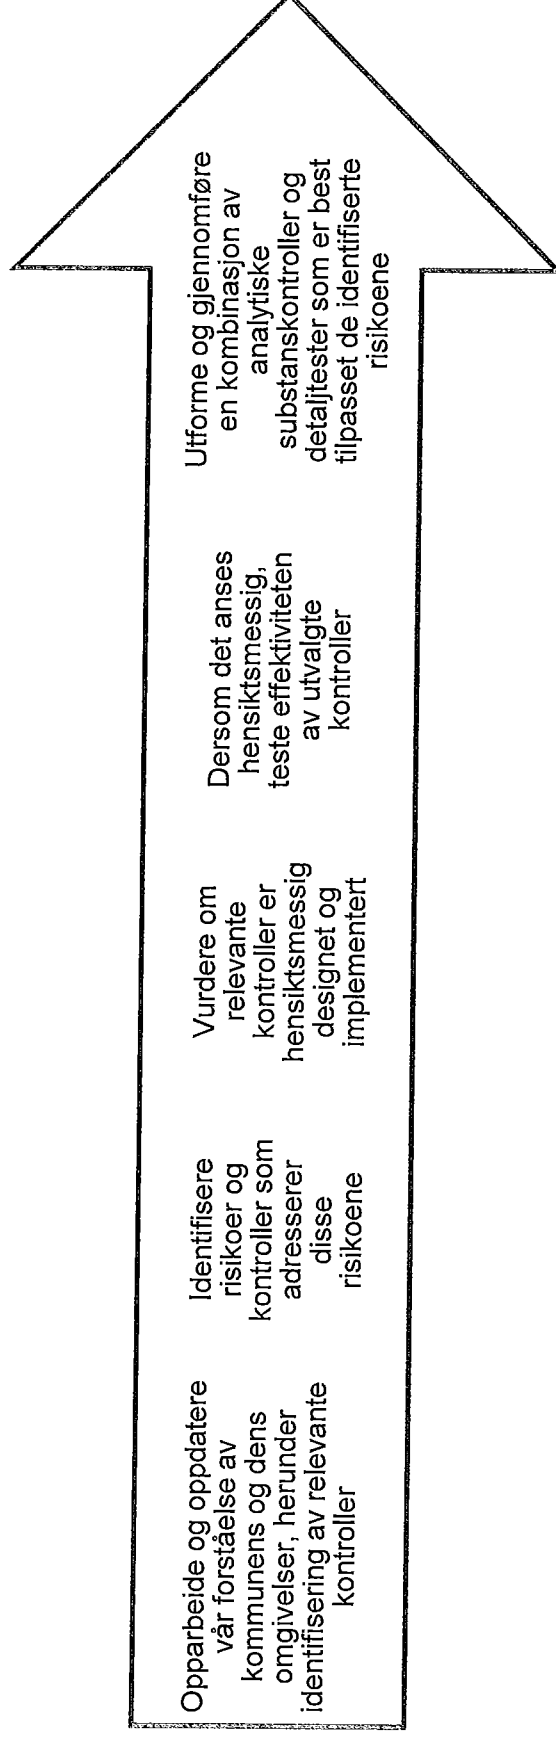 Opparbeide og oppdatere
vår forståelse av
kommunens og dens
omgivelser, herunder
identifisering av relevante
kontroller
Identifisere
risikoer og
kontroller som
adresserer
disse
risikoene
Vurdere om
relevante
kontroller er
hensiktsmessig
designet og
implementert
Dersom det anses
hensiktsmessig,
teste effektiviteten
av utvalgte
kontroller
Utforme og gjennomføre
en kombinasjon av
analytiske
substanskontroller og
detaljtester som er best
tilpasset de identifiserte
risikoene